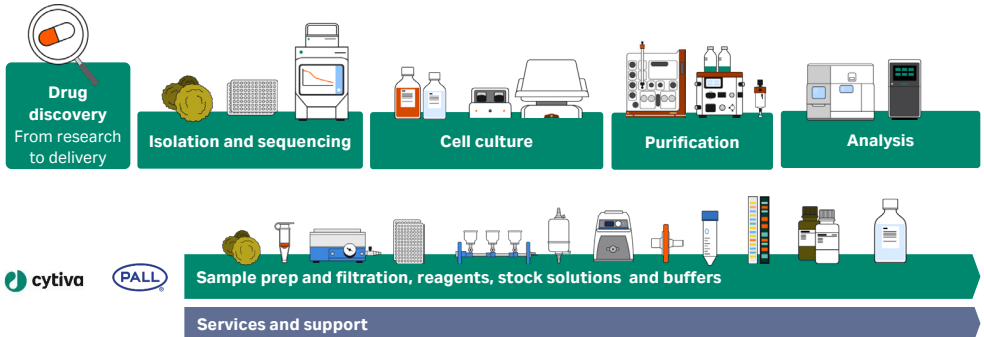 Drug
discovery
From research
to delivery
Isolation and sequencing
Cell culture
Purification
Analysis
cytiva
PALL
Sample prep and filtration, reagents, stock solutions and buffers
Services and support